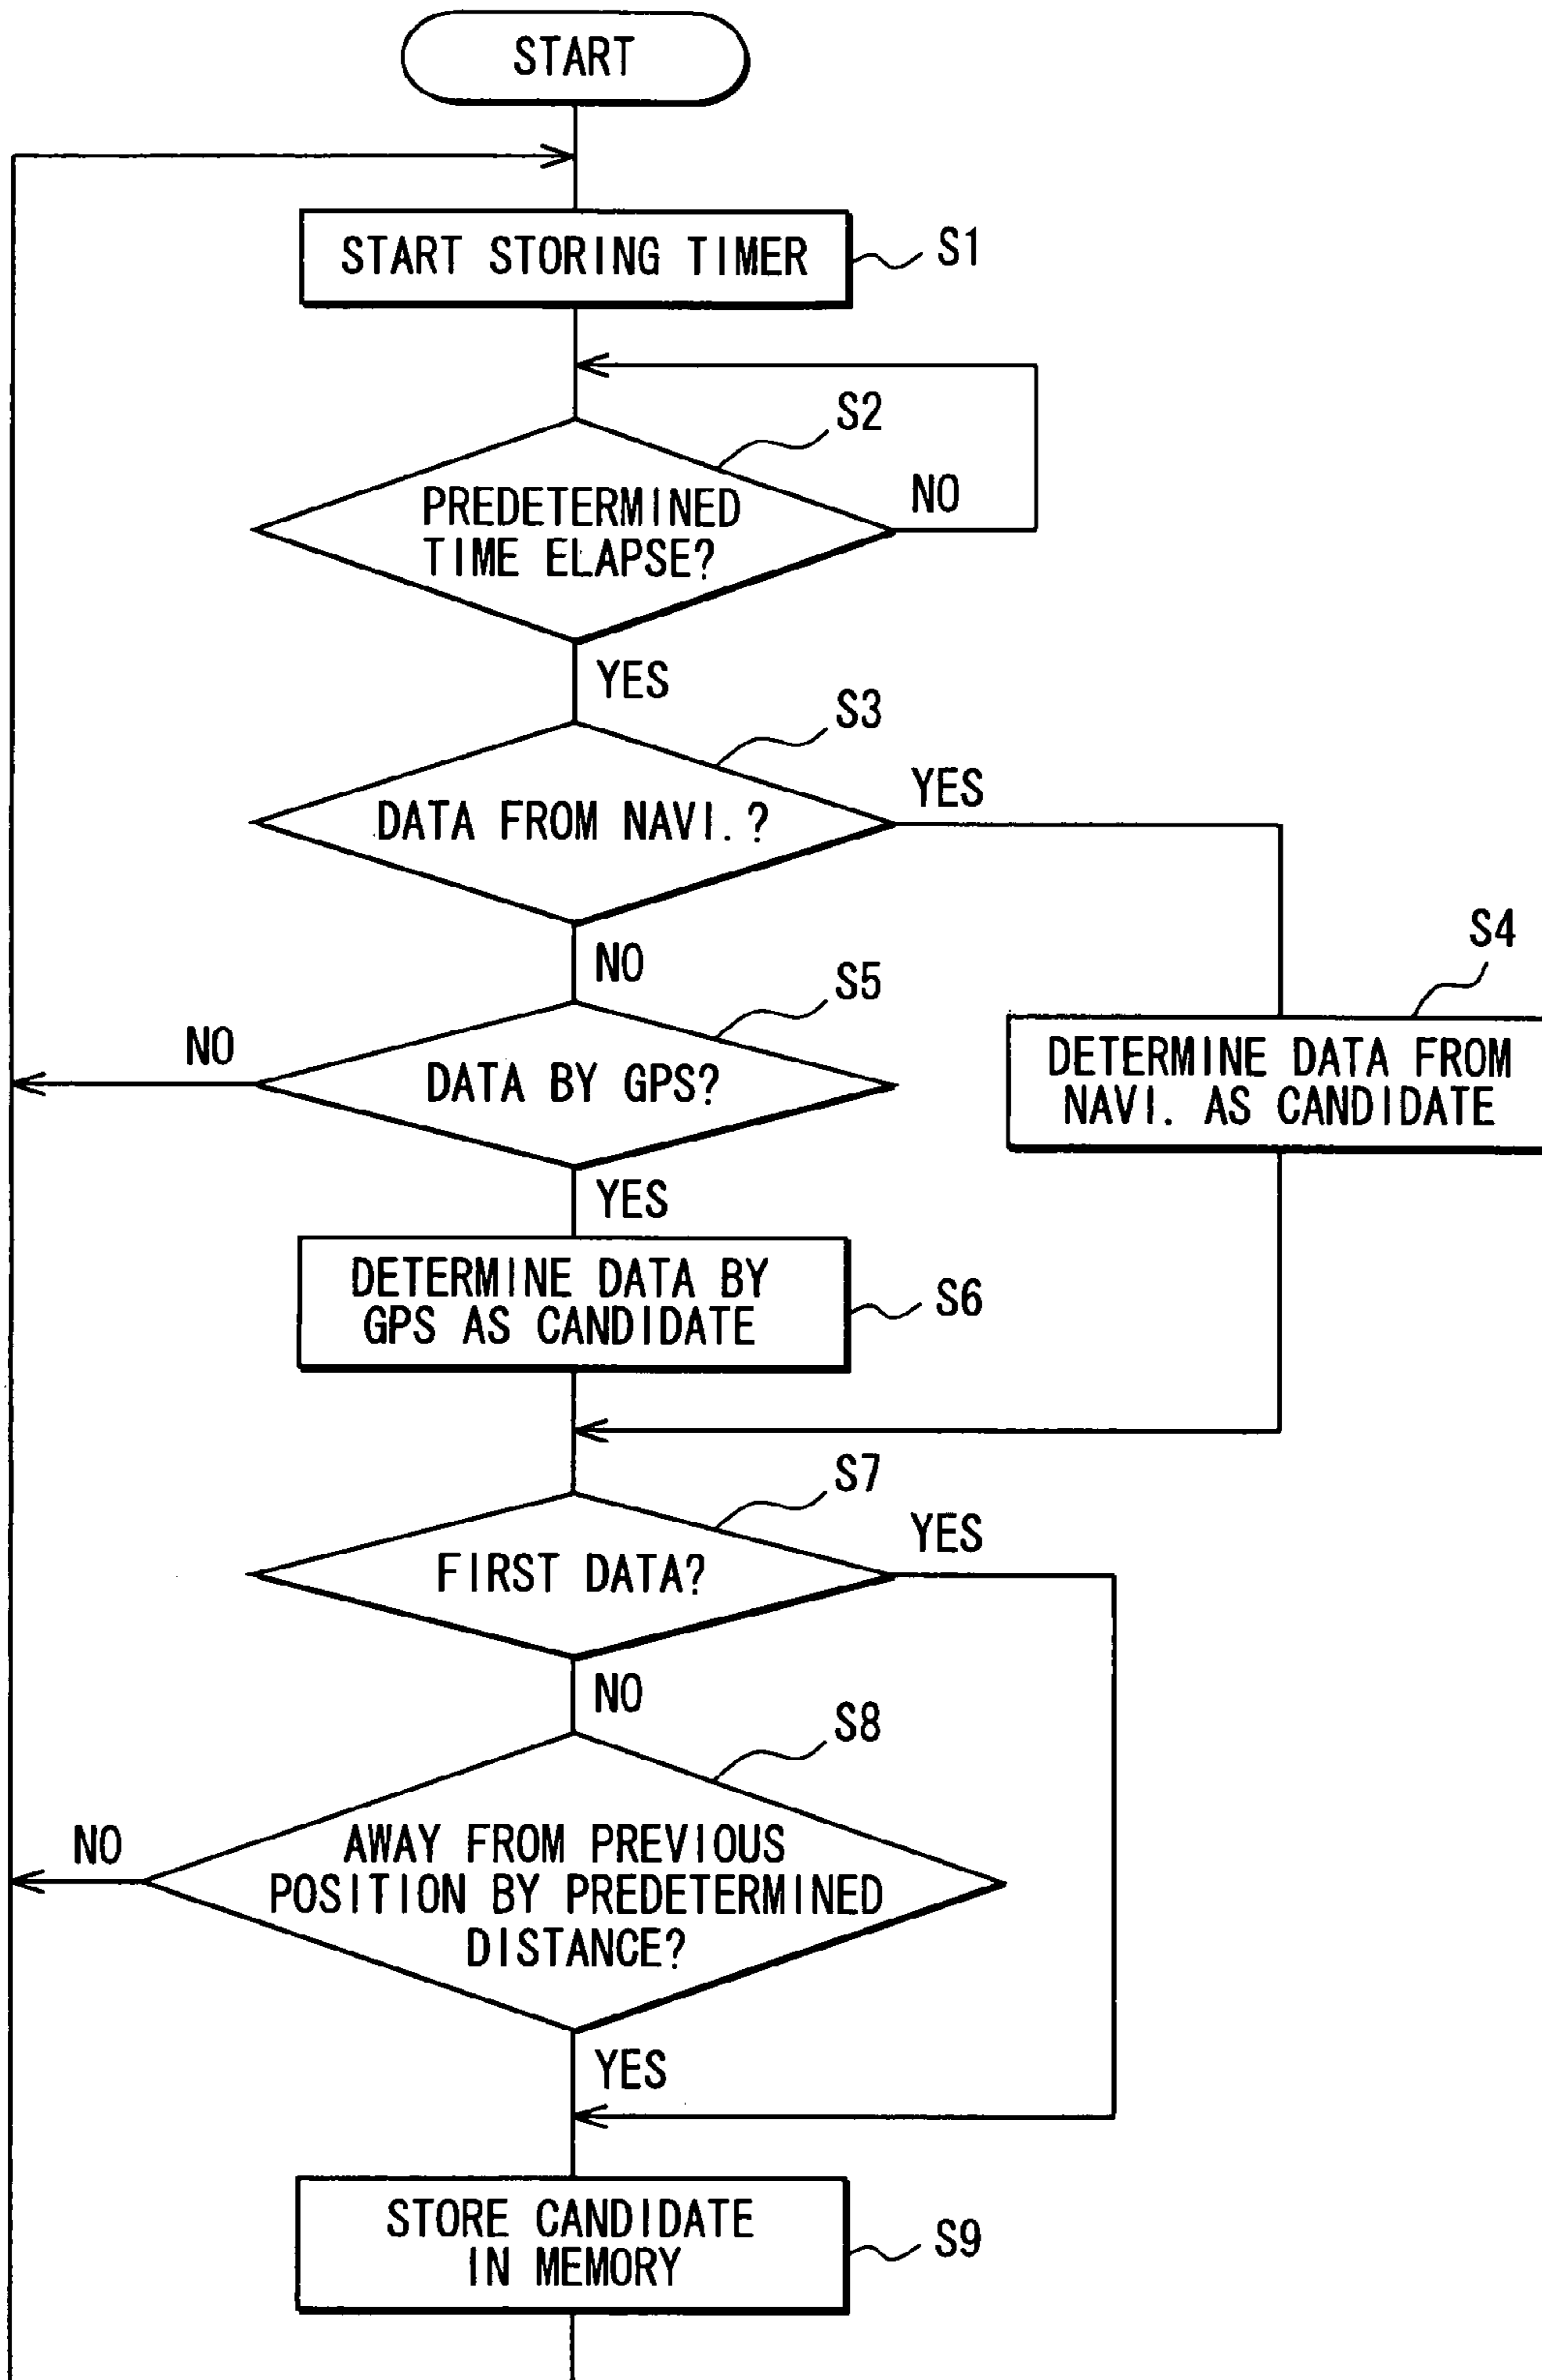 START
START STORING TIMER
S1
S2
PREDETERMINED
TIME ELAPSE?
NO
YES
S3
DATA FROM NAVI.?
YES
NO
S4
DETERMINE DATA FROM
NAVI. AS CANDIDATE
S5
DATA BY GPS?
NO
YES
DETERMINE DATA BY
GPS AS CANDIDATE
S6
S7
FIRST DATA?
YES
NO
S8
AWAY FROM PREVIOUS
POSITION BY PREDETERMINED
DISTANCE?
NO
YES
STORE CANDIDATE
IN MEMORY
S9